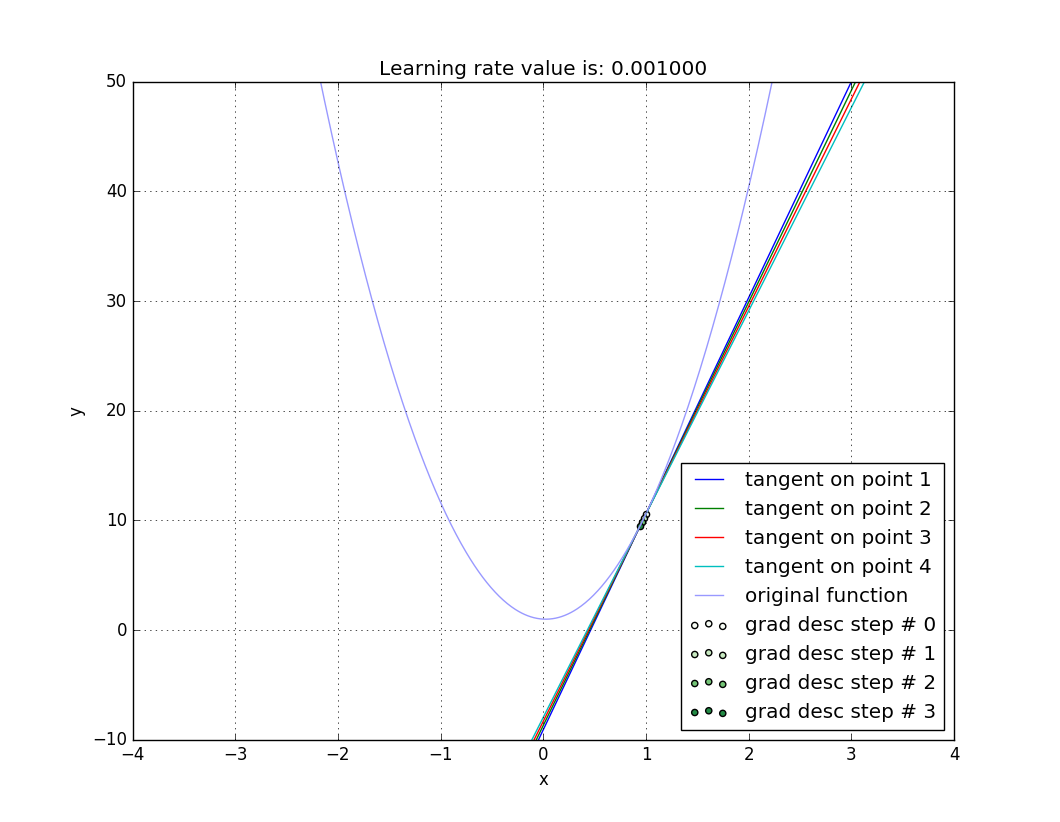 Learning rate value is: 0.001000
50
40
30
20
10
0
−10
y
−4 −3 −2 −1 0 1 2 3 4
x
tangent on point 1
tangent on point 2
tangent on point 3
tangent on point 4
original function
grad desc step # 0
grad desc step # 1
grad desc step # 2
grad desc step # 3